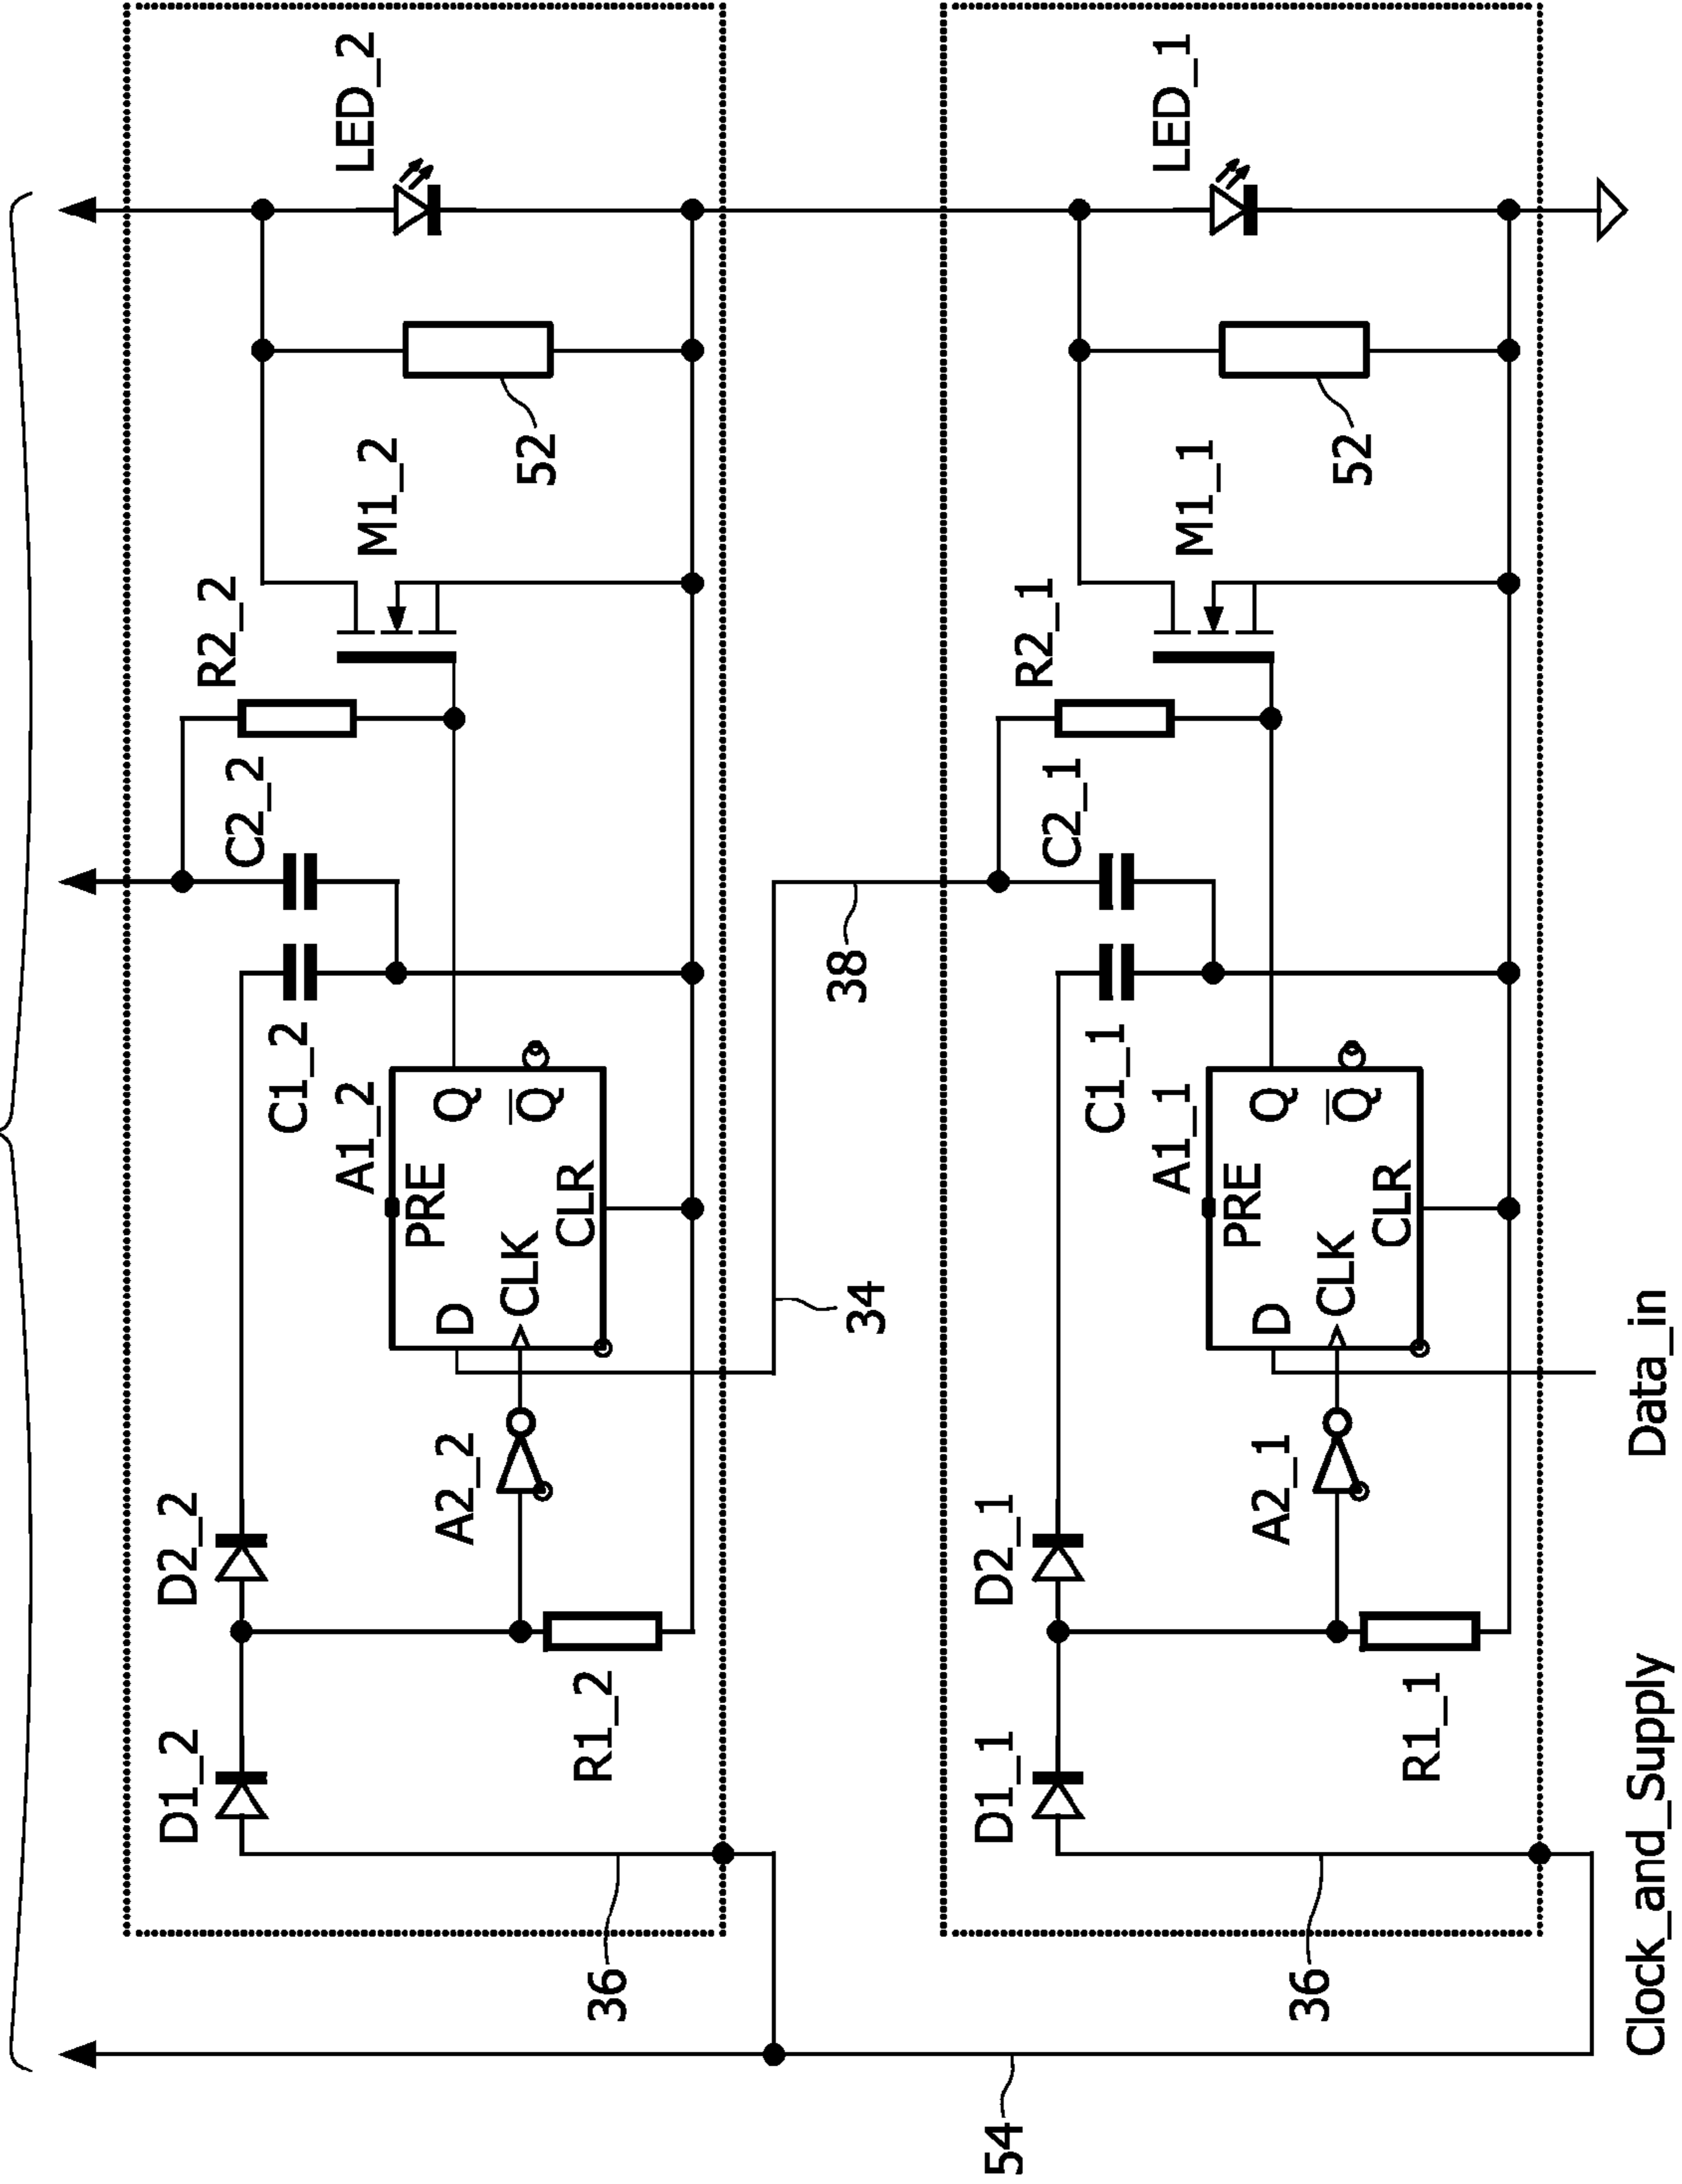 LED_2
52
M1_2
R2_2
C2_2
C1_2
A1_2
PRE
Q
Q
D
CLK
CLR
A2_2
D2_2
D1_2
R1_2
36
34
38
LED_1
52
M1_1
R2_1
C2_1
C1_1
A1_1
PRE
Q
Q
D
CLK
CLR
A2_1
D2_1
D1_1
R1_1
36
54
Data_in
Clock_and_Supply